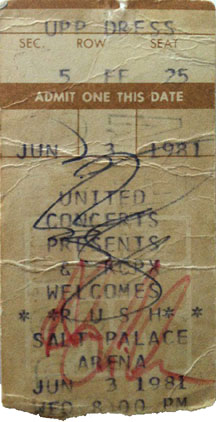 UPP DRESS
SEC. ROW SEAT
5 FF 25
ADMIT ONE THIS DATE
JUN 3 1981
UNITED
CONCERTS
PRESENTS
& KCPX
WELCOMES
* *R U S H* *
SALT PALACE
ARENA
JUN 3 1981
WED 8:00 PM